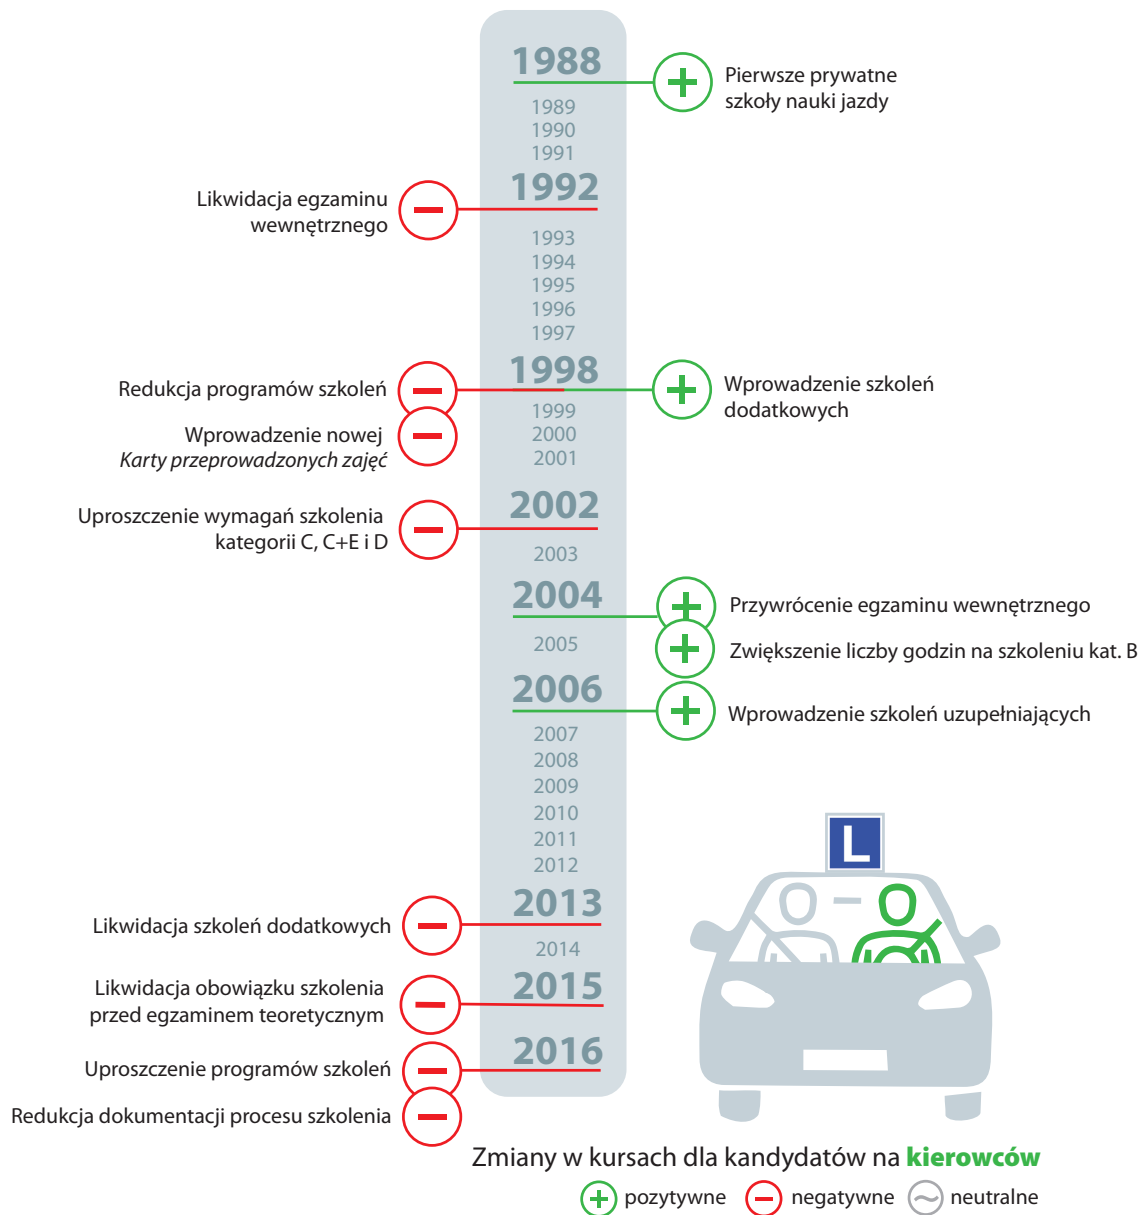 1988
Pierwsze prywatne
szkoły nauki jazdy
1989
1990
1991
1992
Likwidacja egzaminu
wewnętrznego
1993
1994
1995
1996
1997
1998
Redukcja programów szkoleń
Wprowadzenie szkoleń
dodatkowych
1999
2000
2001
Wprowadzenie nowej
Karty przeprowadzonych zajęć
2002
Uproszczenie wymagań szkolenia
kategorii C, C+E i D
2003
2004
Przywrócenie egzaminu wewnętrznego
2005
Zwiększenie liczby godzin na szkoleniu kat. B
2006
Wprowadzenie szkoleń uzupełniających
2007
2008
2009
2010
2011
2012
2013
Likwidacja szkoleń dodatkowych
2014
2015
Likwidacja obowiązku szkolenia
przed egzaminem teoretycznym
2016
Uproszczenie programów szkoleń
Redukcja dokumentacji procesu szkolenia
L
Zmiany w kursach dla kandydatów na kierowców
pozytywne negatywne neutralne